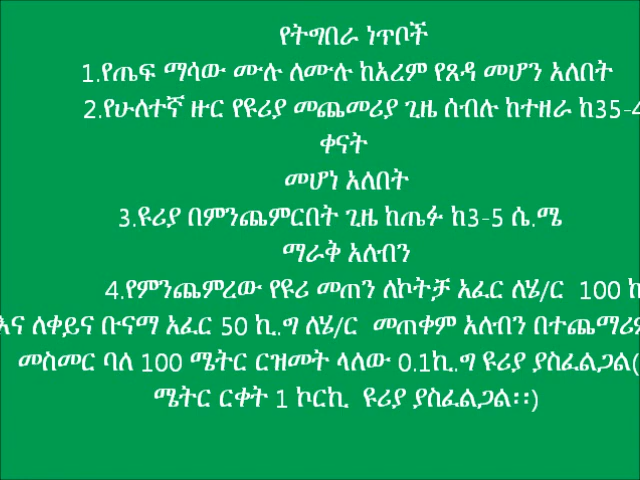 የትግበራ ነጥቦች
1.የጤፍ ማሳው ሙሉ ለሙሉ ከአረም የጸዳ መሆን አለበት
2.የሁለተኛ ዙር የዩሪያ መጨመሪያ ጊዜ ሰብሉ ከተዘራ ከ35-4
ቀናት
መሆነ አለበት
3.ዩሪያ በምንጨምርበት ጊዜ ከጤፉ ከ3-5 ሴ.ሜ
ማራቅ አለብን
4.የምንጨምረው የዩሪ መጠን ለኮትቻ አፈር ለሄ/ር 100
እና ለቀይና ቡናማ አፈር 50 ኪ.ግ ለሄ/ር መጠቀም አለብን
መስመር ባለ 100 ሜትር ርዝመት ላለው 0.1ኪ.ግ ዩሪያ ያስፈልጋል(
ሜትር ርቀት 1 ኮርኪ ዩሪያ ያስፈልጋል፡፡)